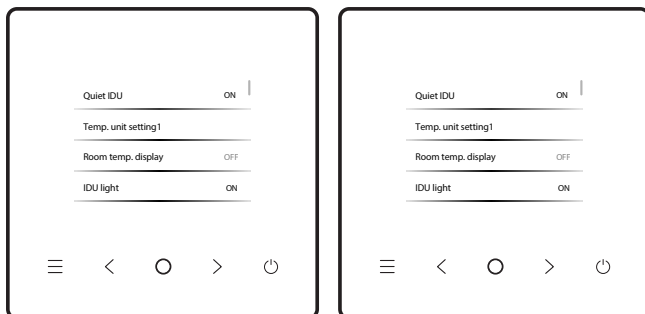 Quiet IDU ON
Temp. unit setting1
Room temp. display OFF
IDU light ON
Quiet IDU ON
Temp. unit setting1
Room temp. display OFF
IDU light ON